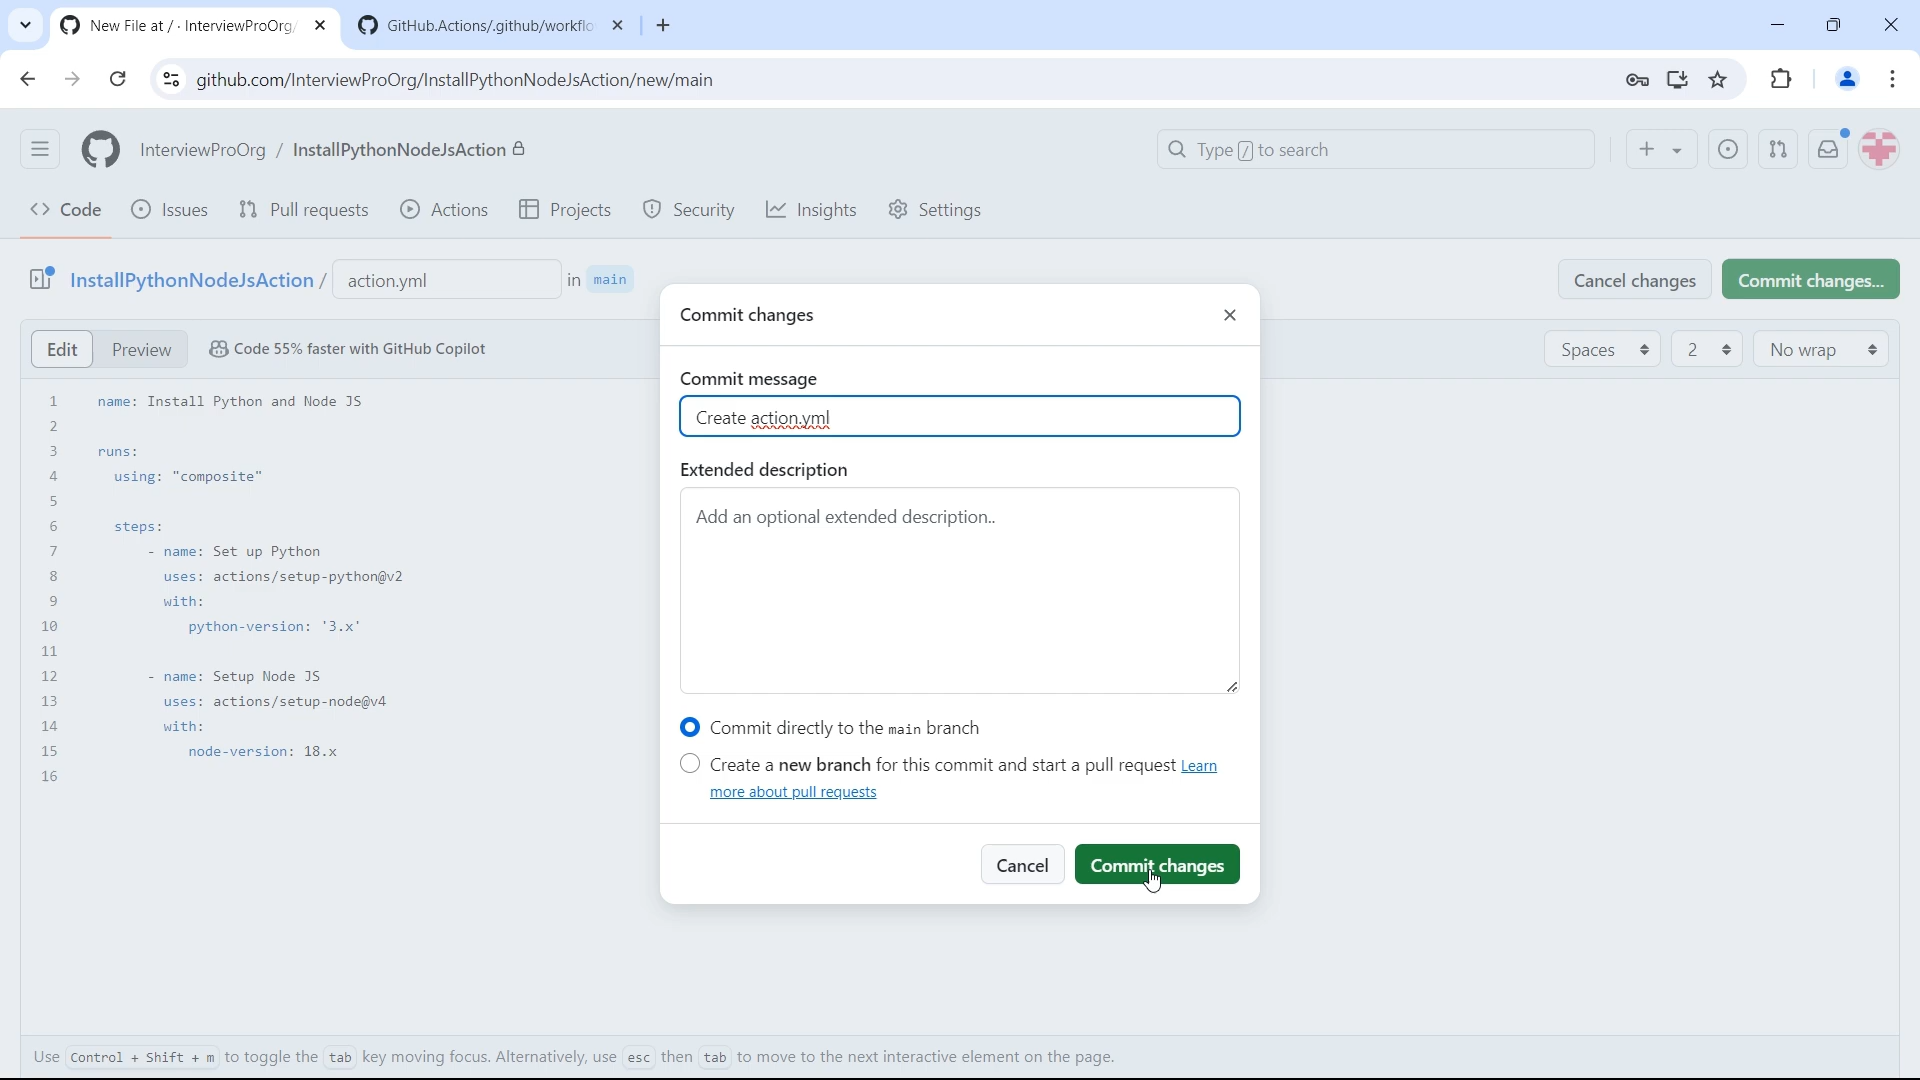 New File at / · InterviewProOrg/
GitHub.Actions/.github/workflo
github.com/InterviewProOrg/InstallPythonNodeJsAction/new/main
InterviewProOrg / InstallPythonNodeJsAction
Type / to search
Code Issues Pull requests Actions Projects Security Insights Settings
InstallPythonNodeJsAction / action.yml in main
Cancel changes Commit changes...
Edit Preview Code 55% faster with GitHub Copilot
Spaces 2 No wrap
1 name: Install Python and Node JS
2
3 runs:
4 using: "composite"
5
6 steps:
7 - name: Set up Python
8 uses: actions/setup-python@v2
9 with:
10 python-version: '3.x'
11
12 - name: Setup Node JS
13 uses: actions/setup-node@v4
14 with:
15 node-version: 18.x
16
Commit changes
Commit message
Create action.yml
Extended description
Add an optional extended description..
Commit directly to the main branch
Create a new branch for this commit and start a pull request Learn
more about pull requests
Cancel Commit changes
Use Control + Shift + m to toggle the tab key moving focus. Alternatively, use esc then tab to move to the next interactive element on the page.